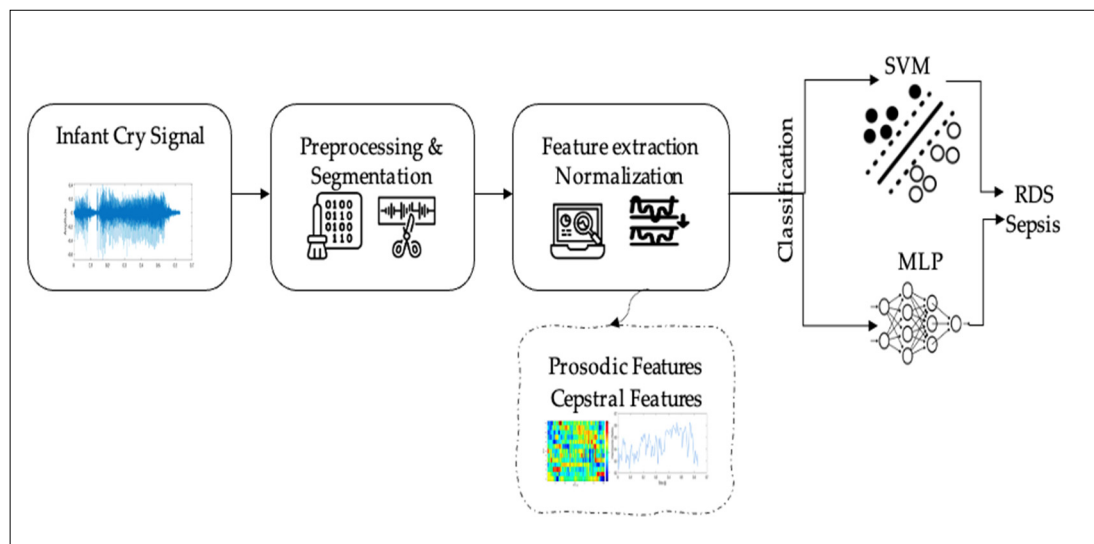 Infant Cry Signal
Preprocessing &
Segmentation
0100
0110
0100
110
Feature extraction
Normalization
Prosodic Features
Cepstral Features
Classification
SVM
MLP
RDS
Sepsis